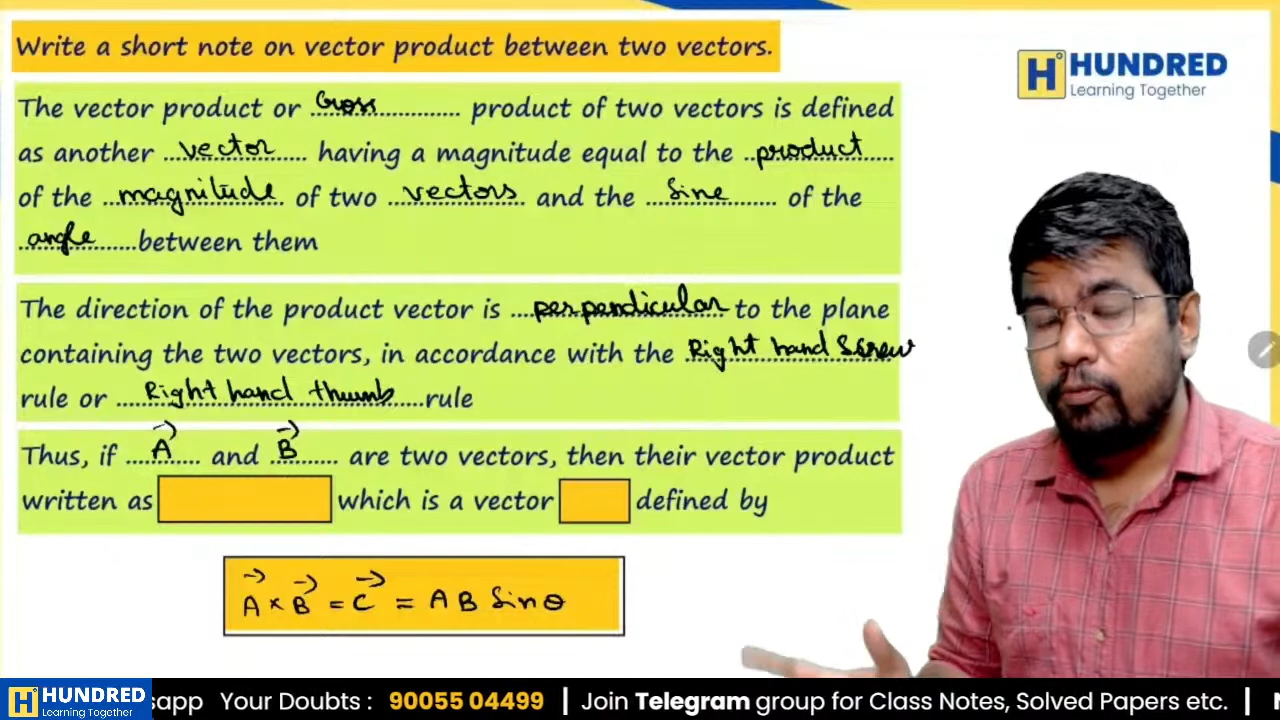 Write a short note on vector product between two vectors.
HUNDRED
Learning Together
The vector product or Cross product of two vectors is defined
as another vector having a magnitude equal to the product
of the magnitude of two vectors and the Sine of the
angle between them
The direction of the product vector is perpendicular to the plane
containing the two vectors, in accordance with the Right hand Screw
rule or Right hand thumb rule
Thus, if A⃗ and B⃗ are two vectors, then their vector product
written as which is a vector defined by
A⃗ × B⃗ = C⃗ = A B Sin θ
HUNDRED
Learning Together
sapp Your Doubts : 90055 04499 | Join Telegram group for Class Notes, Solved Papers etc. |